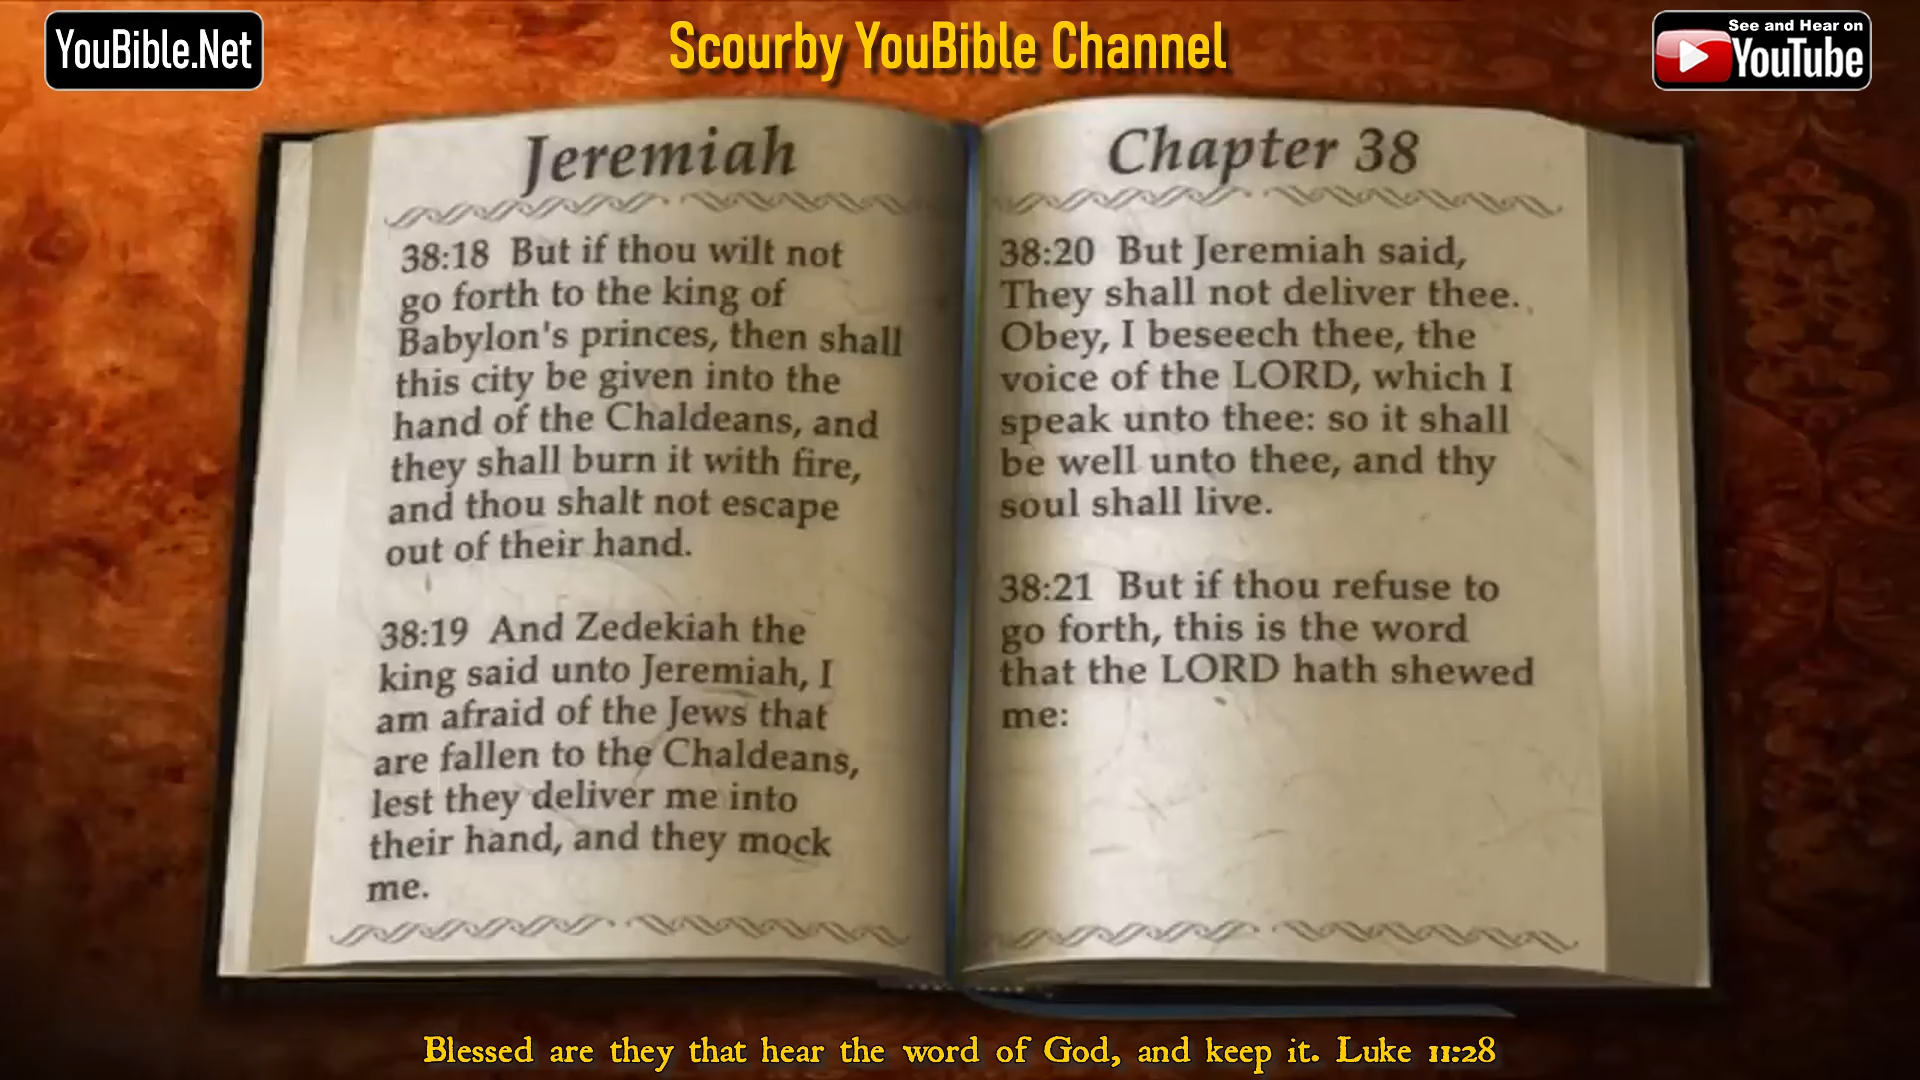 YouBible.Net
Scourby YouBible Channel
See and Hear on
YouTube
Jeremiah
38:18 But if thou wilt not
go forth to the king of
Babylon's princes, then shall
this city be given into the
hand of the Chaldeans, and
they shall burn it with fire,
and thou shalt not escape
out of their hand.
38:19 And Zedekiah the
king said unto Jeremiah, I
am afraid of the Jews that
are fallen to the Chaldeans,
lest they deliver me into
their hand, and they mock
me.
Chapter 38
38:20 But Jeremiah said,
They shall not deliver thee.
Obey, I beseech thee, the
voice of the LORD, which I
speak unto thee: so it shall
be well unto thee, and thy
soul shall live.
38:21 But if thou refuse to
go forth, this is the word
that the LORD hath shewed
me:
Blessed are they that hear the word of God, and keep it. Luke 11:28